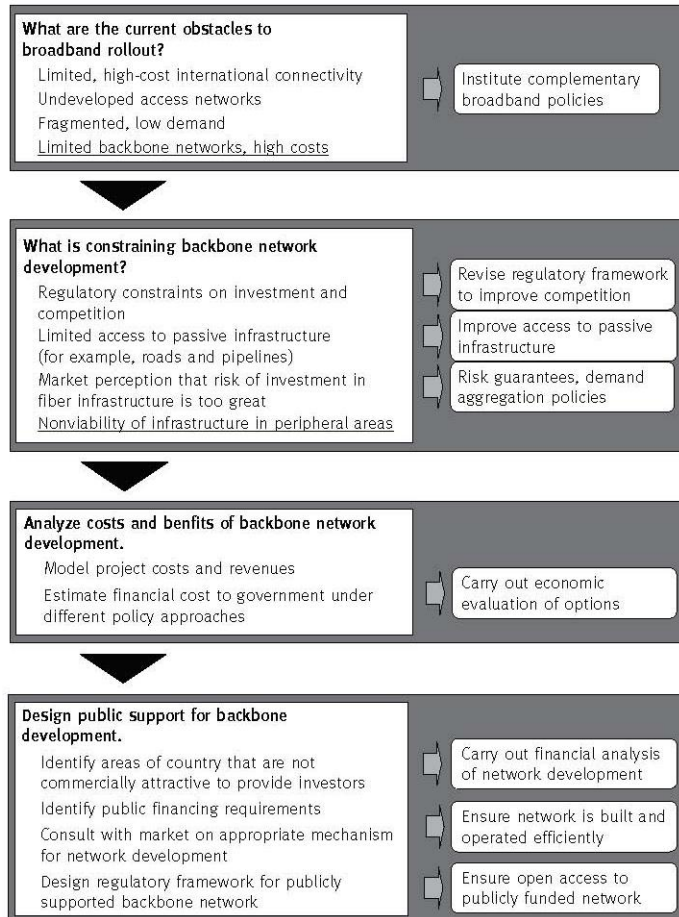 What are the current obstacles to
broadband rollout?
Limited, high-cost international connectivity
Undeveloped access networks
Fragmented, low demand
Limited backbone networks, high costs
Institute complementary
broadband policies
What is constraining backbone network
development?
Regulatory constraints on investment and
competition
Limited access to passive infrastructure
(for example, roads and pipelines)
Market perception that risk of investment in
fiber infrastructure is too great
Nonviability of infrastructure in peripheral areas
Revise regulatory framework
to improve competition
Improve access to passive
infrastructure
Risk guarantees, demand
aggregation policies
Analyze costs and benfits of backbone network
development.
Model project costs and revenues
Estimate financial cost to government under
different policy approaches
Carry out economic
evaluation of options
Design public support for backbone
development.
Identify areas of country that are not
commercially attractive to provide investors
Identify public financing requirements
Consult with market on appropriate mechanism
for network development
Design regulatory framework for publicly
supported backbone network
Carry out financial analysis
of network development
Ensure network is built and
operated efficiently
Ensure open access to
publicly funded network